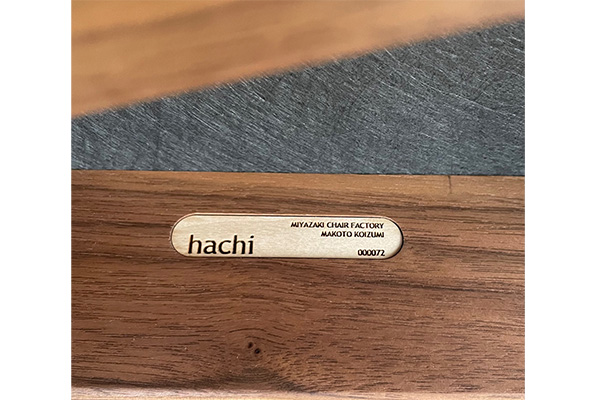 MIYAZAKI CHAIR FACTORY
MAKOTO KOIZUMI
hachi
000072